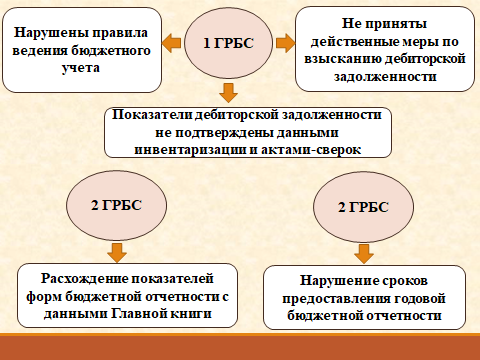 Нарушены правила
ведения бюджетного
учета
1 ГРБС
Не приняты
действенные меры по
взысканию дебиторской
задолженности
Показатели дебиторской задолженности
не подтверждены данными
инвентаризации и актами-сверок
2 ГРБС
2 ГРБС
Расхождение показателей
форм бюджетной отчетности с
данными Главной книги
Нарушение сроков
предоставления годовой
бюджетной отчетности